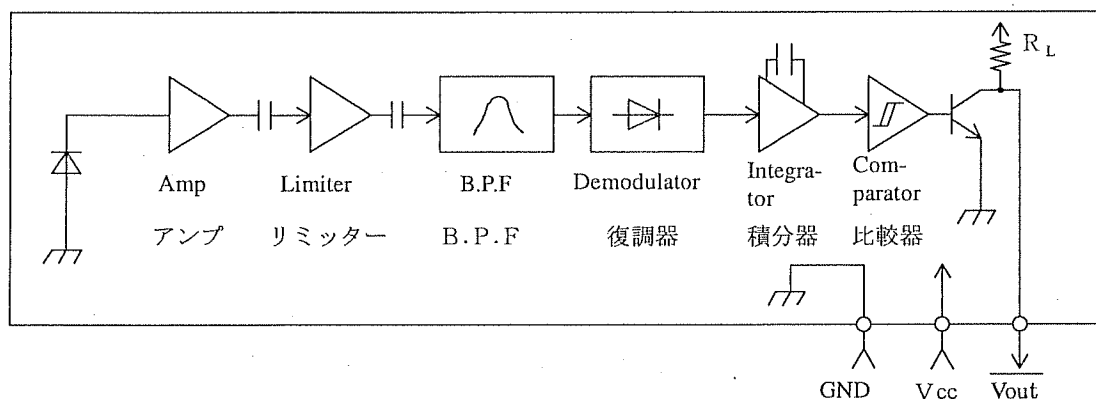 R L
Amp
Limiter
B.P.F
Demodulator
Integra-
tor
Com-
parator
アンプ
リミッター
B.P.F
復調器
積分器
比較器
GND
Vcc
Vout